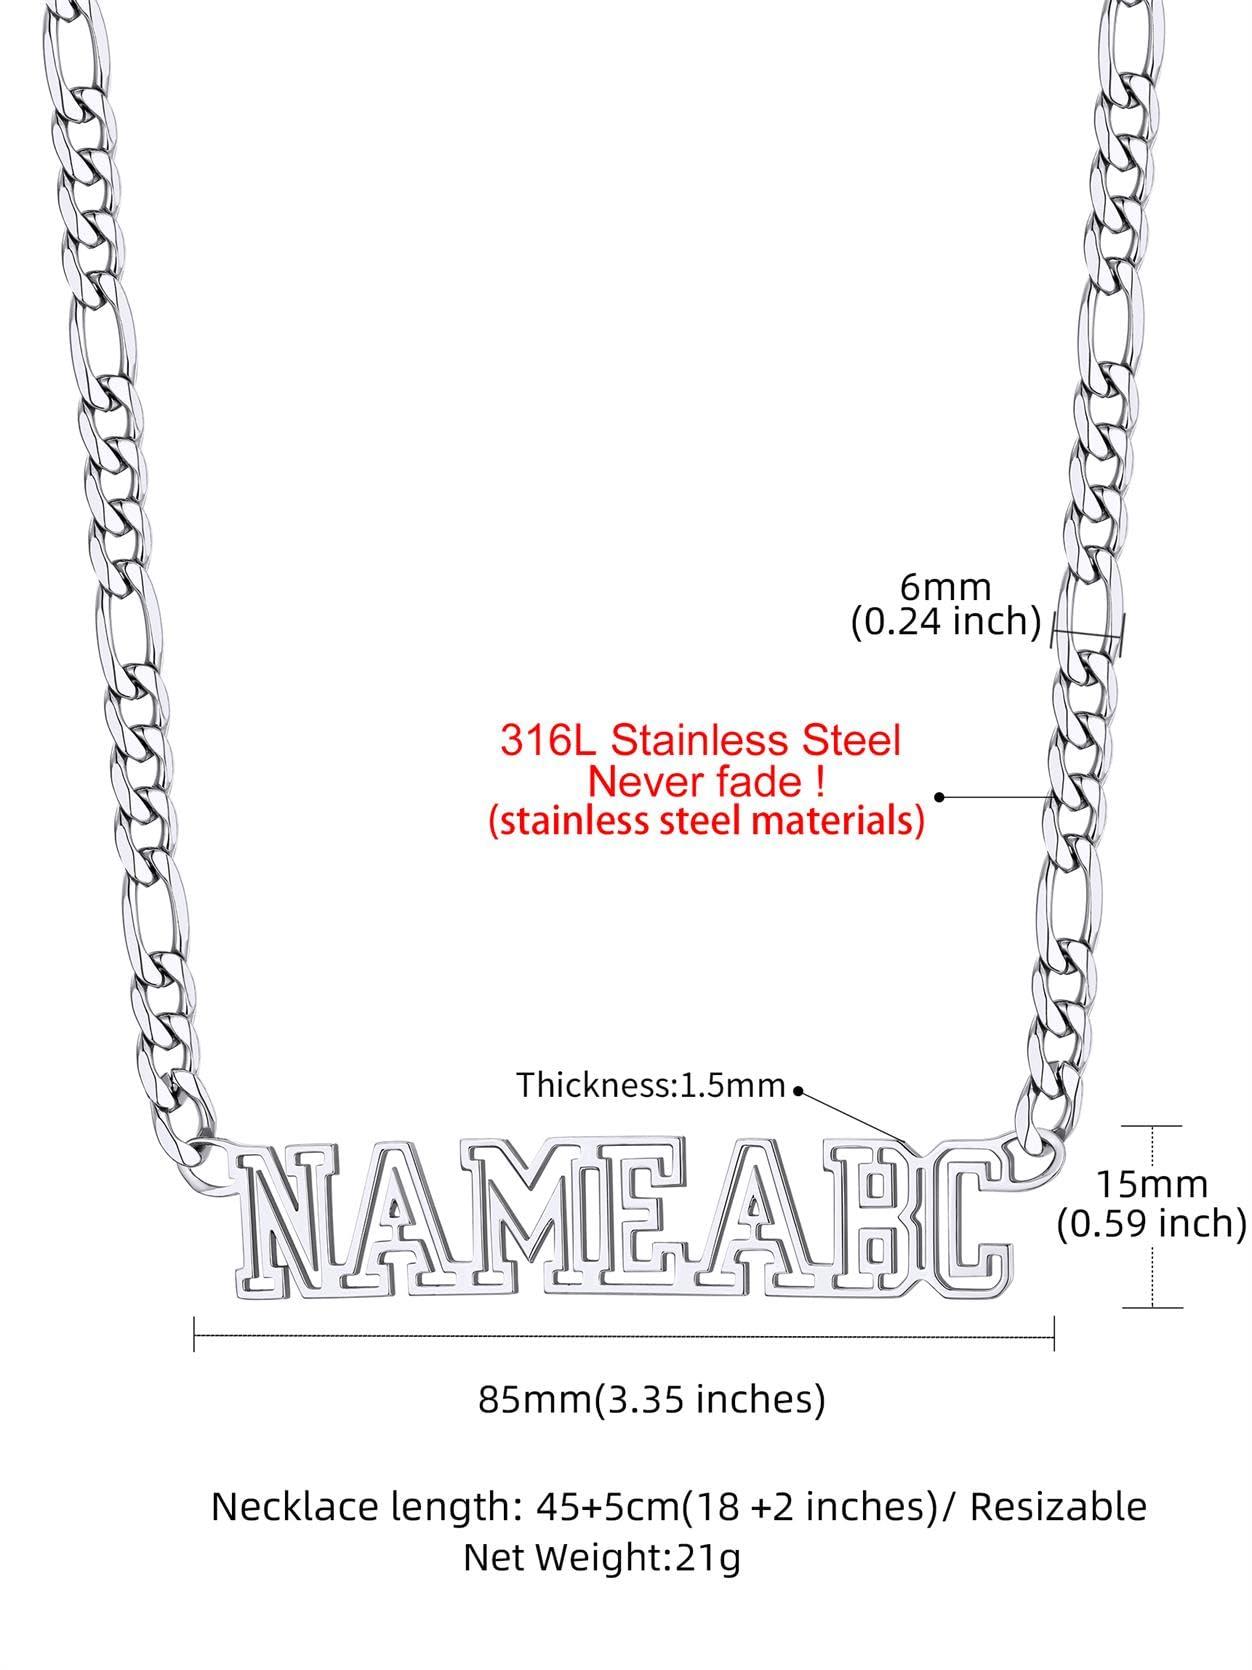 6mm
(0.24 inch)
316L Stainless Steel
Never fade !
(stainless steel materials)
Thickness:1.5mm
NAMEABC
15mm
(0.59 inch)
85mm(3.35 inches)
Necklace length: 45+5cm(18 +2 inches)/ Resizable
Net Weight:21g